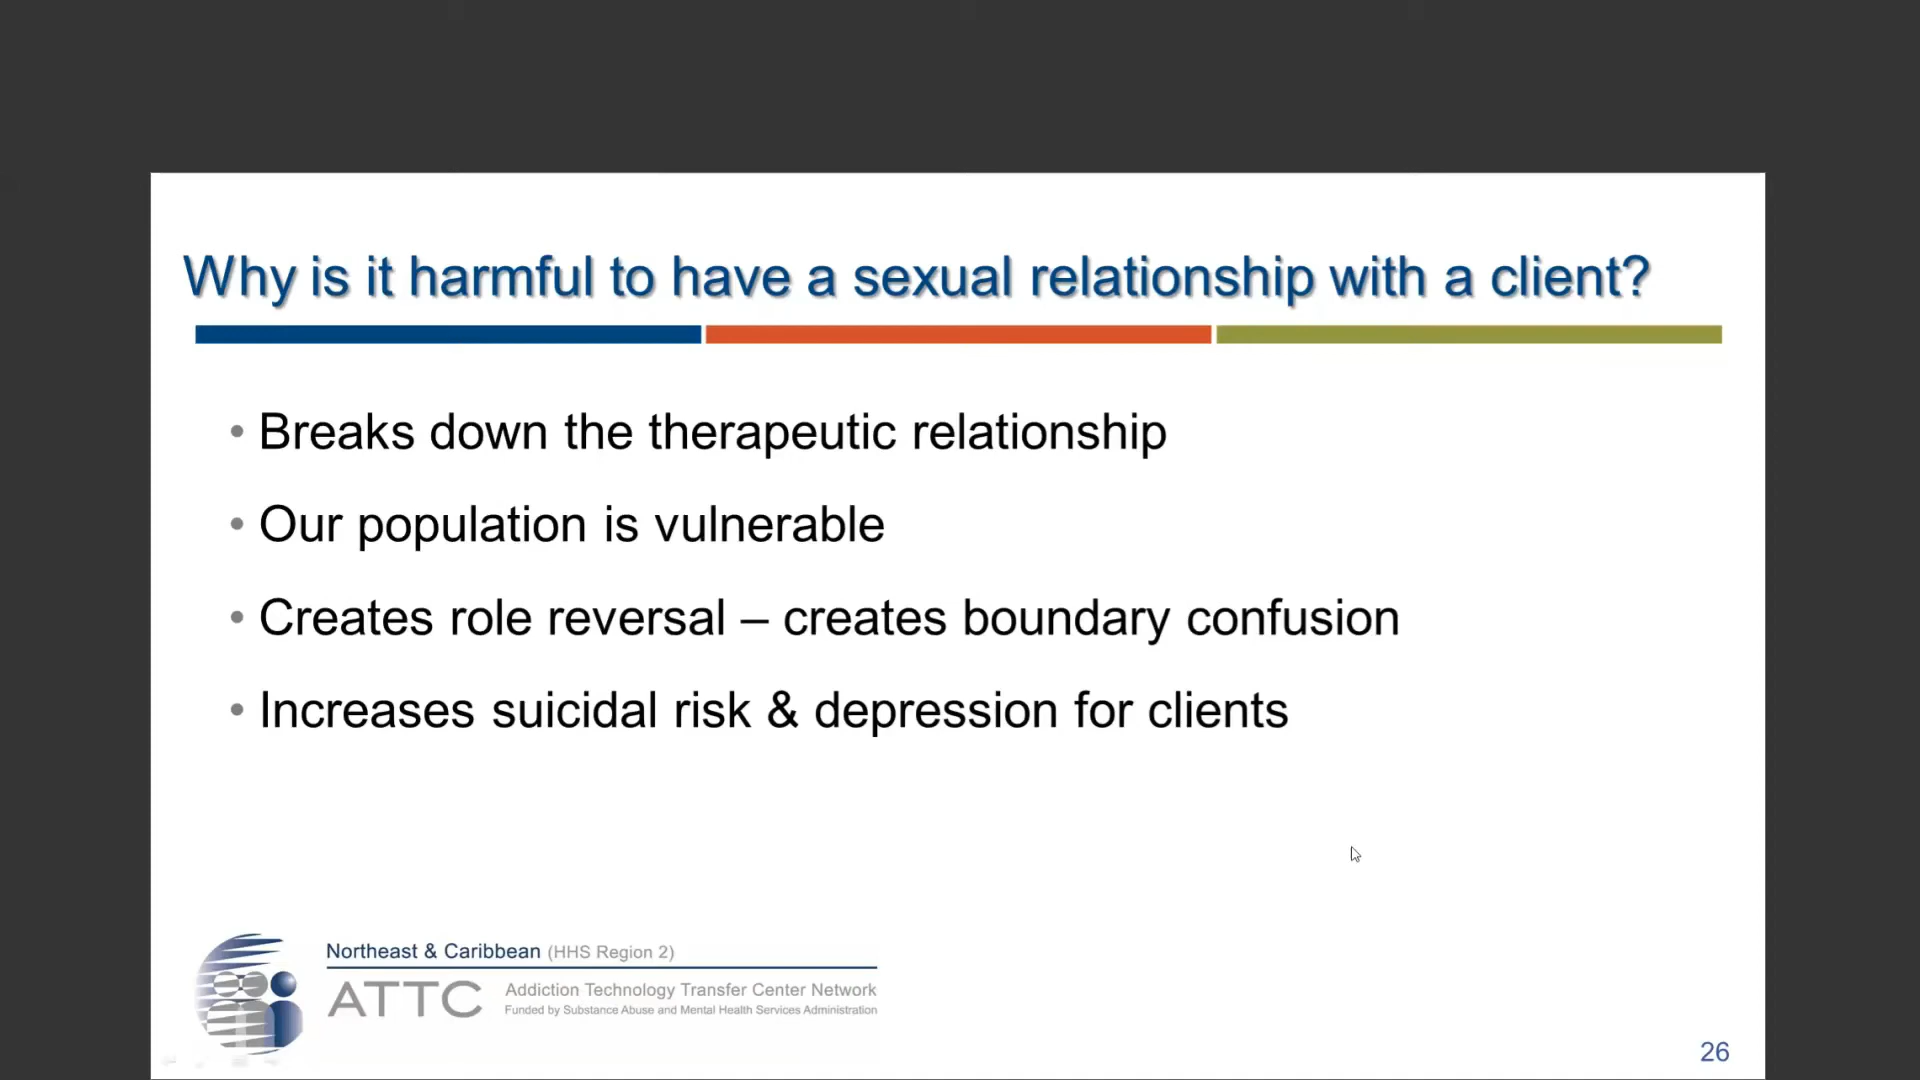 Why is it harmful to have a sexual relationship with a client?
• Breaks down the therapeutic relationship
• Our population is vulnerable
• Creates role reversal – creates boundary confusion
• Increases suicidal risk & depression for clients
Northeast & Caribbean (HHS Region 2)
ATTC Addiction Technology Transfer Center Network
Funded by Substance Abuse and Mental Health Services Administration
26